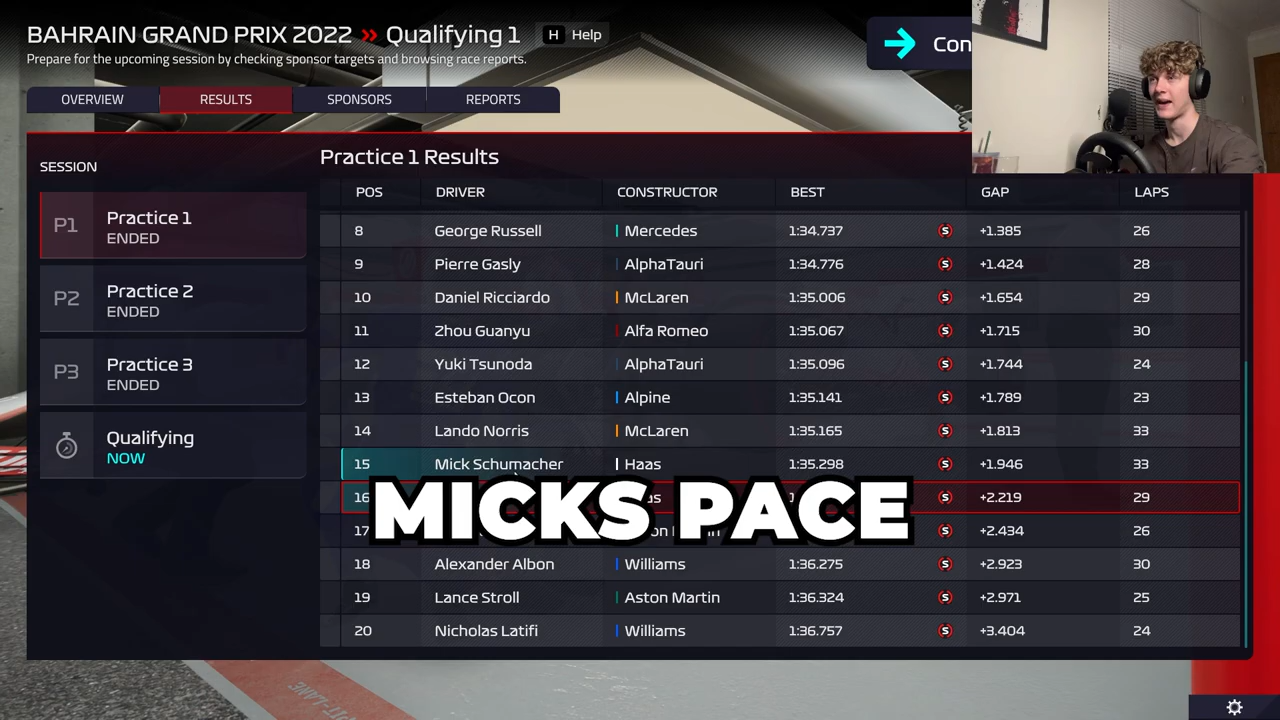 BAHRAIN GRAND PRIX 2022 » Qualifying 1 H Help
Prepare for the upcoming session by checking sponsor targets and browsing race reports.
Con
OVERVIEW RESULTS SPONSORS REPORTS
SESSION
P1 Practice 1
ENDED
P2 Practice 2
ENDED
P3 Practice 3
ENDED
Qualifying
NOW
Practice 1 Results
POS DRIVER CONSTRUCTOR BEST GAP LAPS
8 George Russell Mercedes 1:34.737 S +1.385 26
9 Pierre Gasly AlphaTauri 1:34.776 S +1.424 28
10 Daniel Ricciardo McLaren 1:35.006 S +1.654 29
11 Zhou Guanyu Alfa Romeo 1:35.067 S +1.715 30
12 Yuki Tsunoda AlphaTauri 1:35.096 S +1.744 24
13 Esteban Ocon Alpine 1:35.141 S +1.789 23
14 Lando Norris McLaren 1:35.165 S +1.813 33
15 Mick Schumacher Haas 1:35.298 S +1.946 33
16 S +2.219 29
MICKS PACE
17 S +2.434 26
18 Alexander Albon Williams 1:36.275 S +2.923 30
19 Lance Stroll Aston Martin 1:36.324 S +2.971 25
20 Nicholas Latifi Williams 1:36.757 S +3.404 24
PIT-LANE